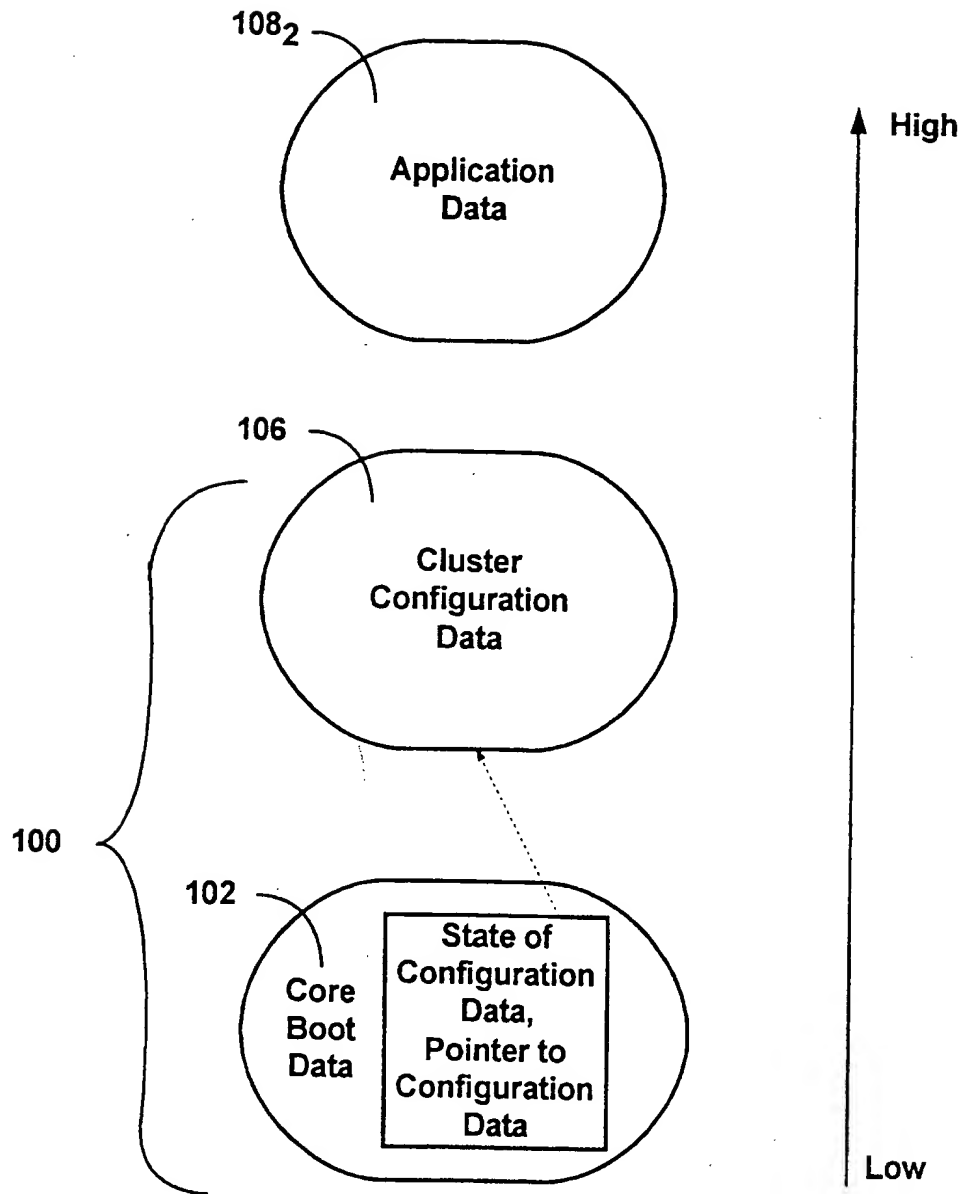 108₂
High
Application
Data
106
Cluster
Configuration
Data
100
102
Core
Boot
Data
State of
Configuration
Data,
Pointer to
Configuration
Data
Low